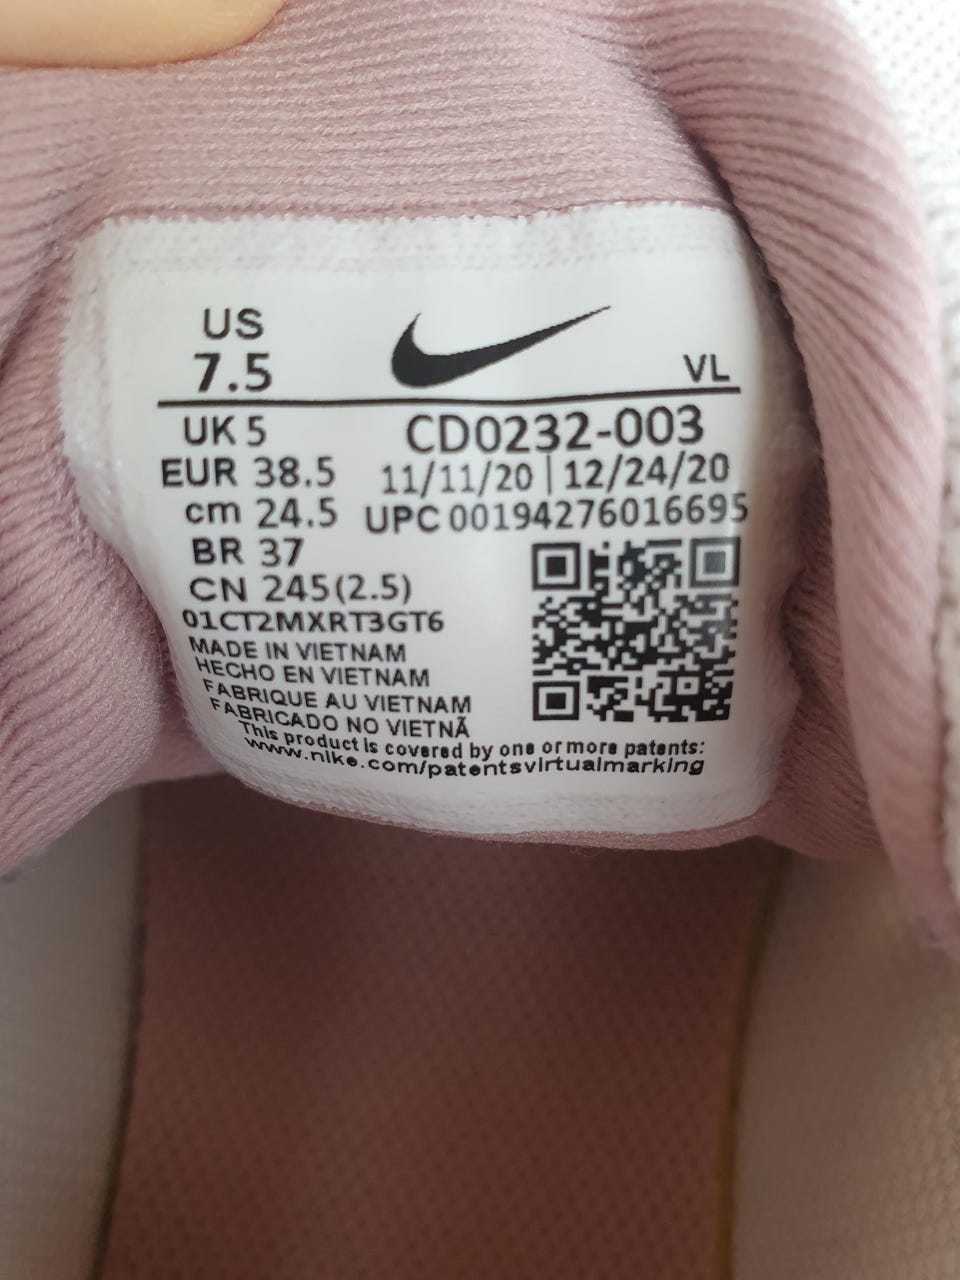 US
7.5
VL
UK 5
CD0232-003
EUR 38.5
11/11/20 | 12/24/20
cm 24.5
UPC 00194276016695
BR 37
CN 245(2.5)
01CT2MXRT3GT6
MADE IN VIETNAM
HECHO EN VIETNAM
FABRIQUE AU VIETNAM
FABRICADO NO VIETNÃ
This product is covered by one or more patents:
www.nike.com/patentsvirtualmarking